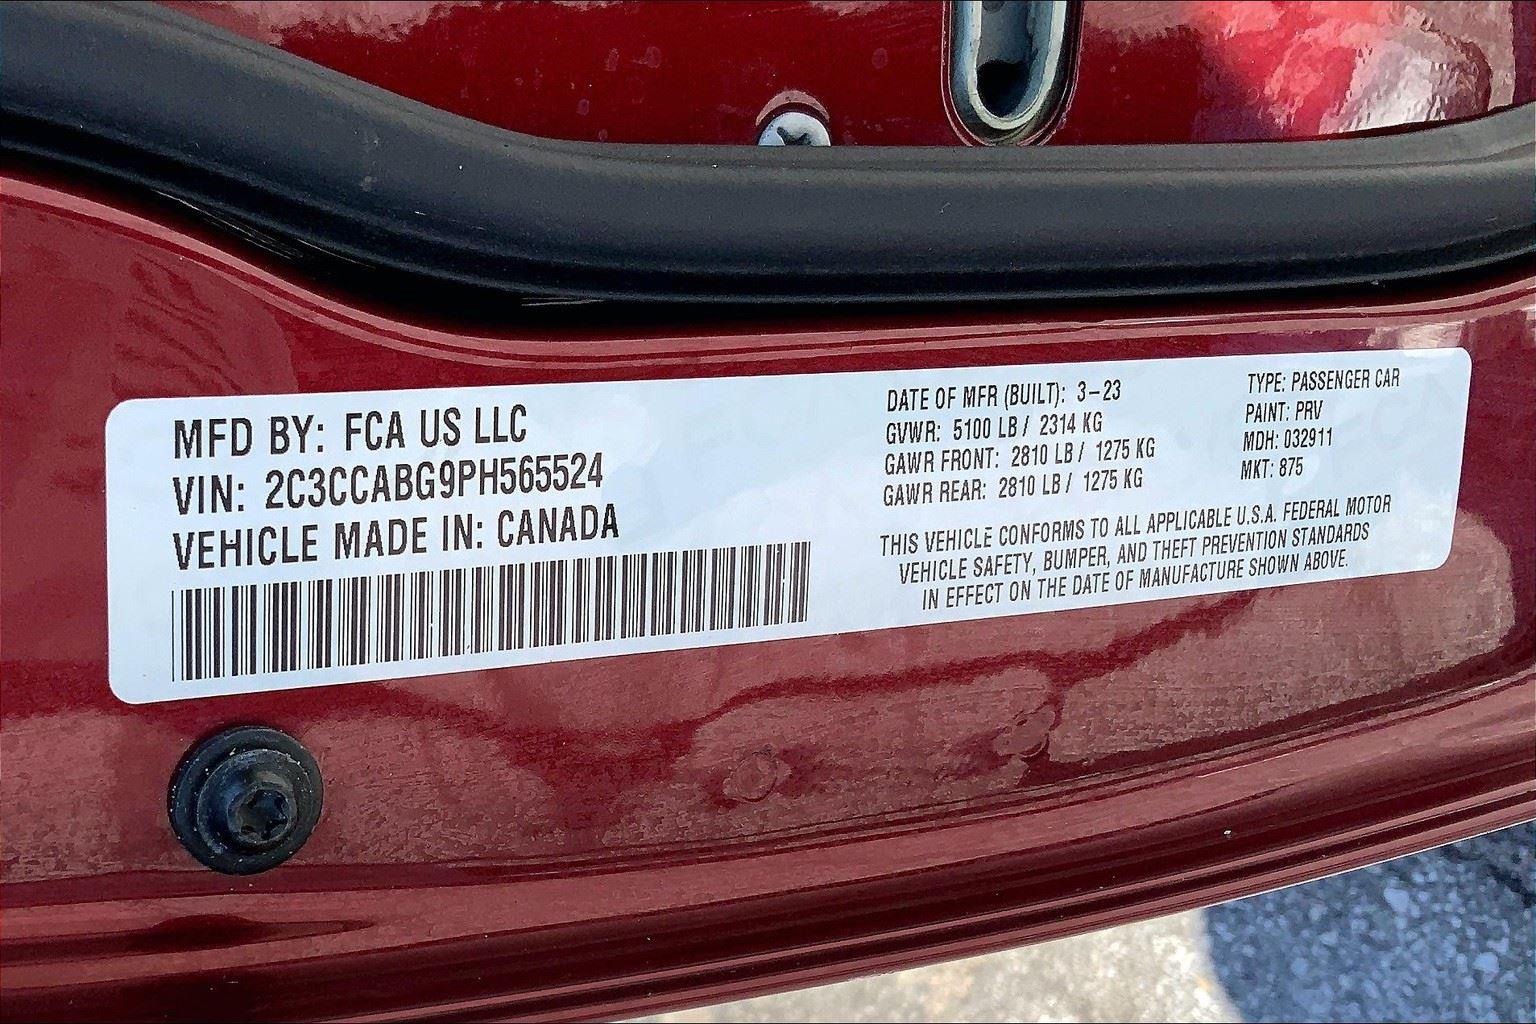 MFD BY: FCA US LLC
VIN: 2C3CCABG9PH565524
VEHICLE MADE IN: CANADA
DATE OF MFR (BUILT): 3-23
GVWR: 5100 LB / 2314 KG
GAWR FRONT: 2810 LB / 1275 KG
GAWR REAR: 2810 LB / 1275 KG
TYPE: PASSENGER CAR
PAINT: PRV
MDH: 032911
MKT: 875
THIS VEHICLE CONFORMS TO ALL APPLICABLE U.S.A. FEDERAL MOTOR
VEHICLE SAFETY, BUMPER, AND THEFT PREVENTION STANDARDS
IN EFFECT ON THE DATE OF MANUFACTURE SHOWN ABOVE.